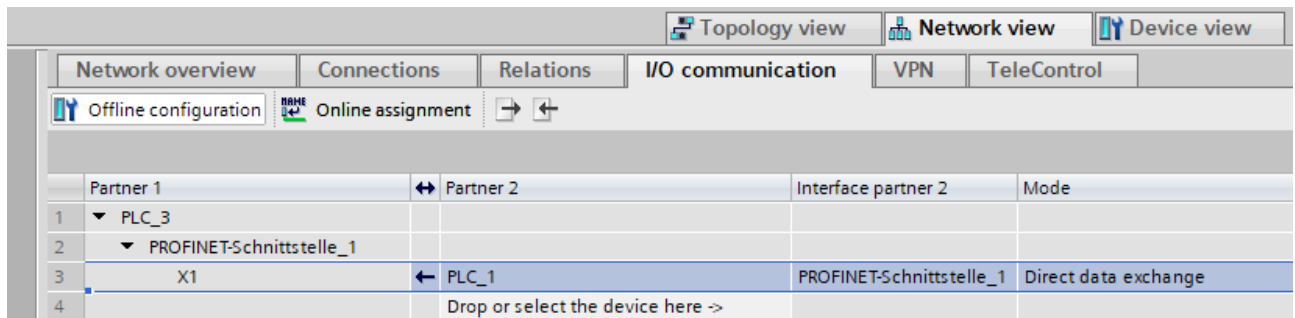 Topology view Network view Device view
Network overview Connections Relations I/O communication VPN TeleControl
Offline configuration NAME Online assignment
Partner 1 Partner 2 Interface partner 2 Mode
1 PLC_3
2 PROFINET-Schnittstelle_1
3 X1 PLC_1 PROFINET-Schnittstelle_1 Direct data exchange
4 Drop or select the device here ->